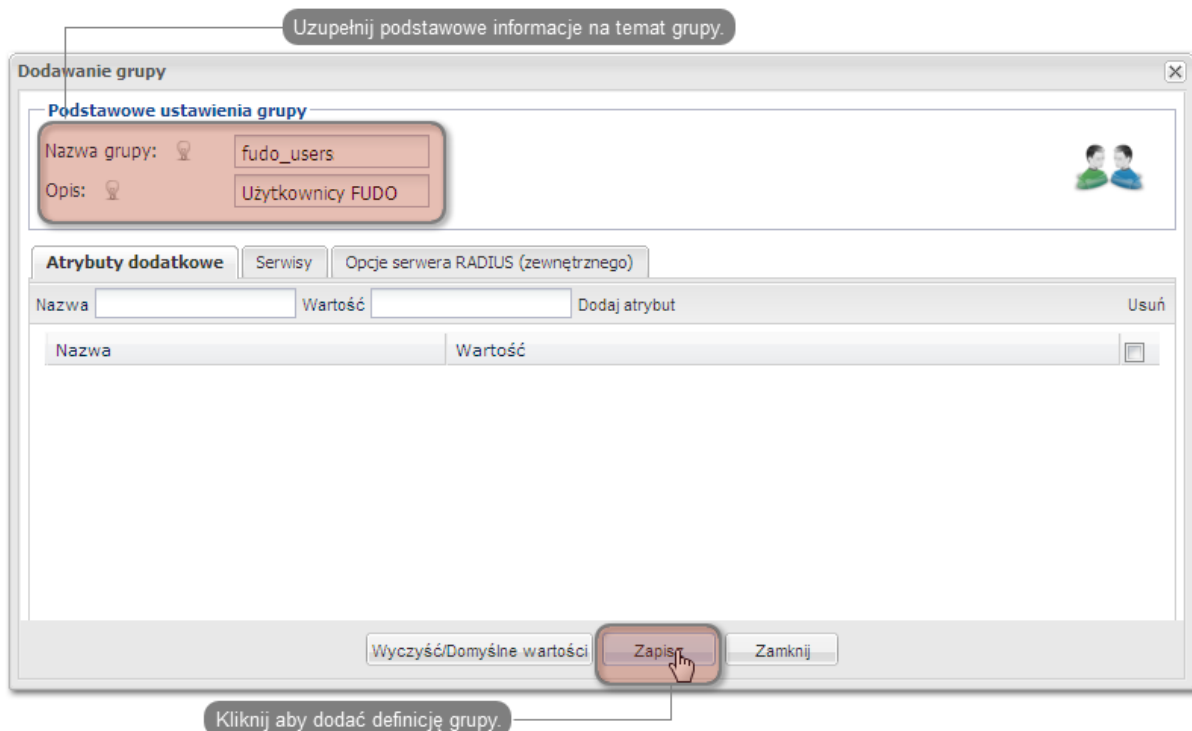 Uzupełnij podstawowe informacje na temat grupy.
Dodawanie grupy
Podstawowe ustawienia grupy
Nazwa grupy: fudo_users
Opis: Użytkownicy FUDO
Atrybuty dodatkowe Serwisy Opcje serwera RADIUS (zewnętrznego)
Nazwa Wartość Dodaj atrybut Usuń
Nazwa Wartość
Wyczyść/Domyślne wartości Zapisz Zamknij
Kliknij aby dodać definicję grupy.